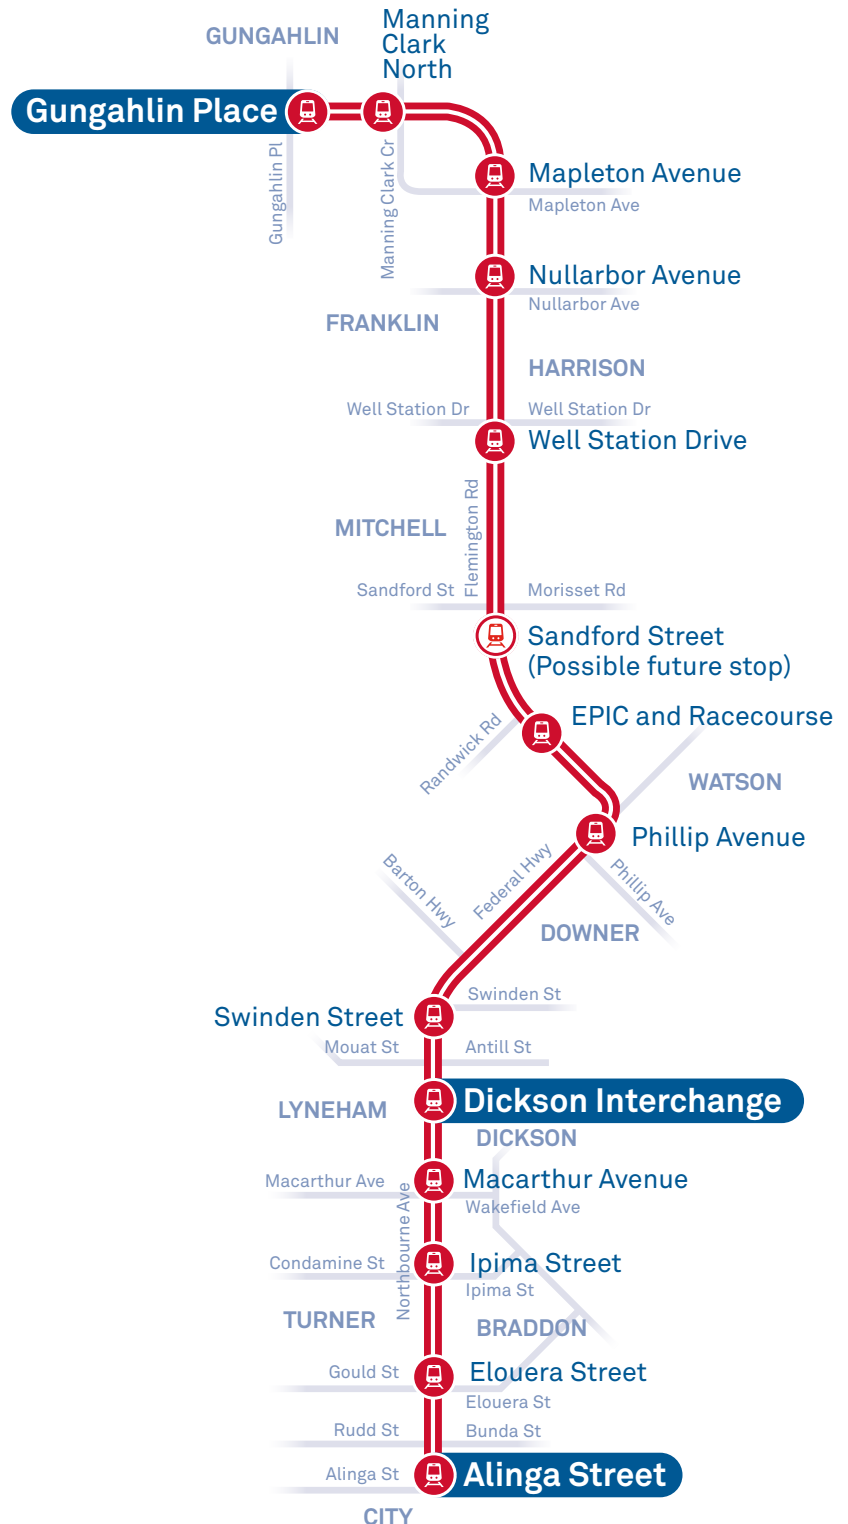 GUNGAHLIN
Manning
Clark
North
Gungahlin Place
Gungahlin Pl
Manning Clark Cr
Mapleton Avenue
Mapleton Ave
Nullarbor Avenue
Nullarbor Ave
FRANKLIN
HARRISON
Well Station Dr
Well Station Dr
Well Station Drive
Flemington Rd
MITCHELL
Sandford St
Morisset Rd
Sandford Street
(Possible future stop)
EPIC and Racecourse
Randwick Rd
WATSON
Phillip Avenue
Barton Hwy
Federal Hwy
Phillip Ave
DOWNER
Swinden St
Swinden Street
Mouat St
Antill St
LYNEHAM
Dickson Interchange
DICKSON
Macarthur Ave
Macarthur Avenue
Wakefield Ave
Northbourne Ave
Condamine St
Ipima Street
Ipima St
TURNER
BRADDON
Gould St
Elouera Street
Elouera St
Rudd St
Bunda St
Alinga St
Alinga Street
CITY